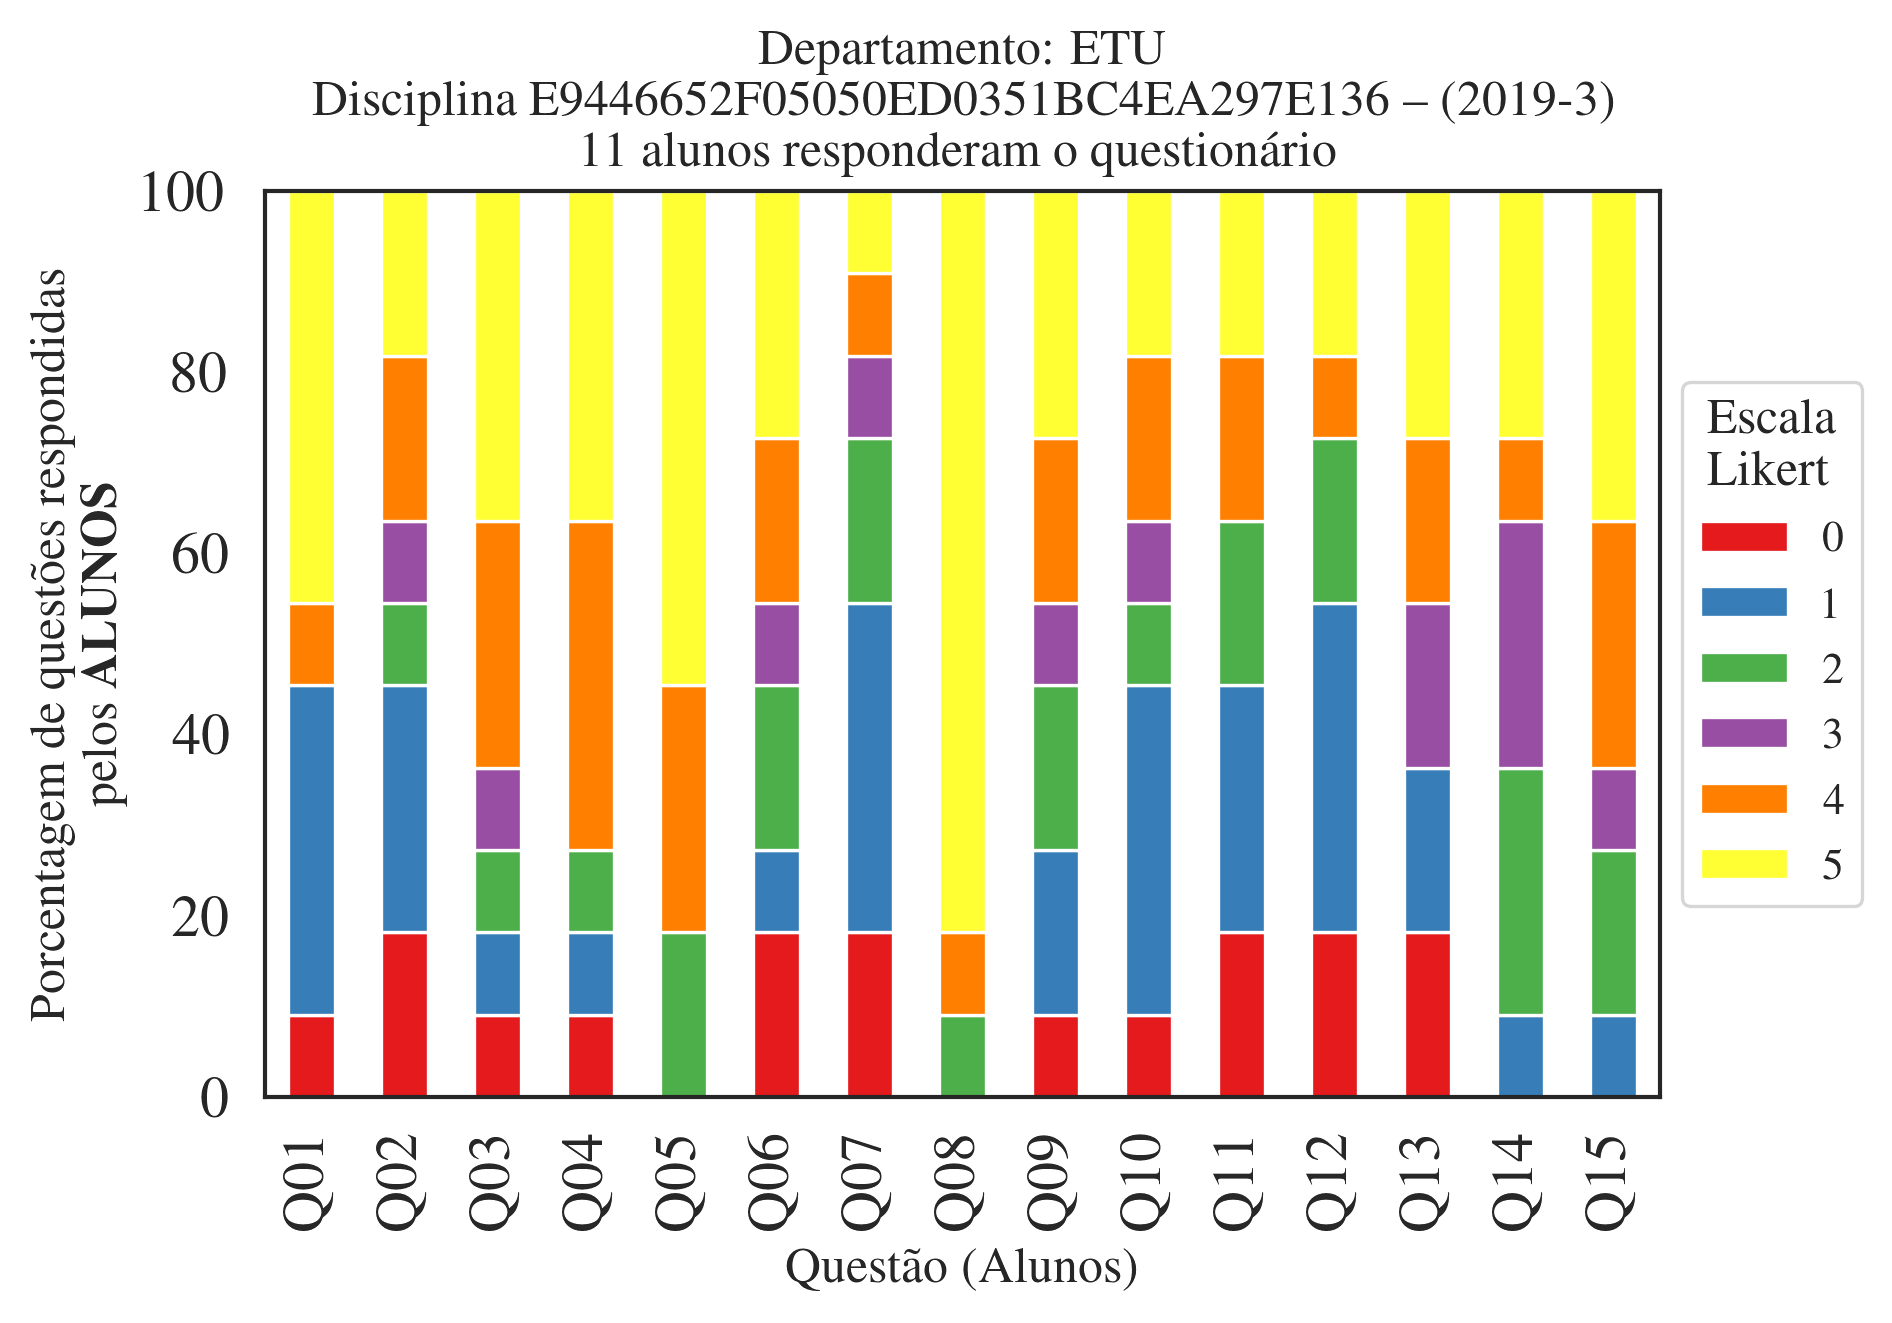 Departamento: ETU
Disciplina E9446652F05050ED0351BC4EA297E136 – (2019-3)
11 alunos responderam o questionário
Porcentagem de questões respondidas
pelos ALUNOS
100
80
60
40
20
0
Q01
Q02
Q03
Q04
Q05
Q06
Q07
Q08
Q09
Q10
Q11
Q12
Q13
Q14
Q15
Questão (Alunos)
Escala
Likert
0
1
2
3
4
5